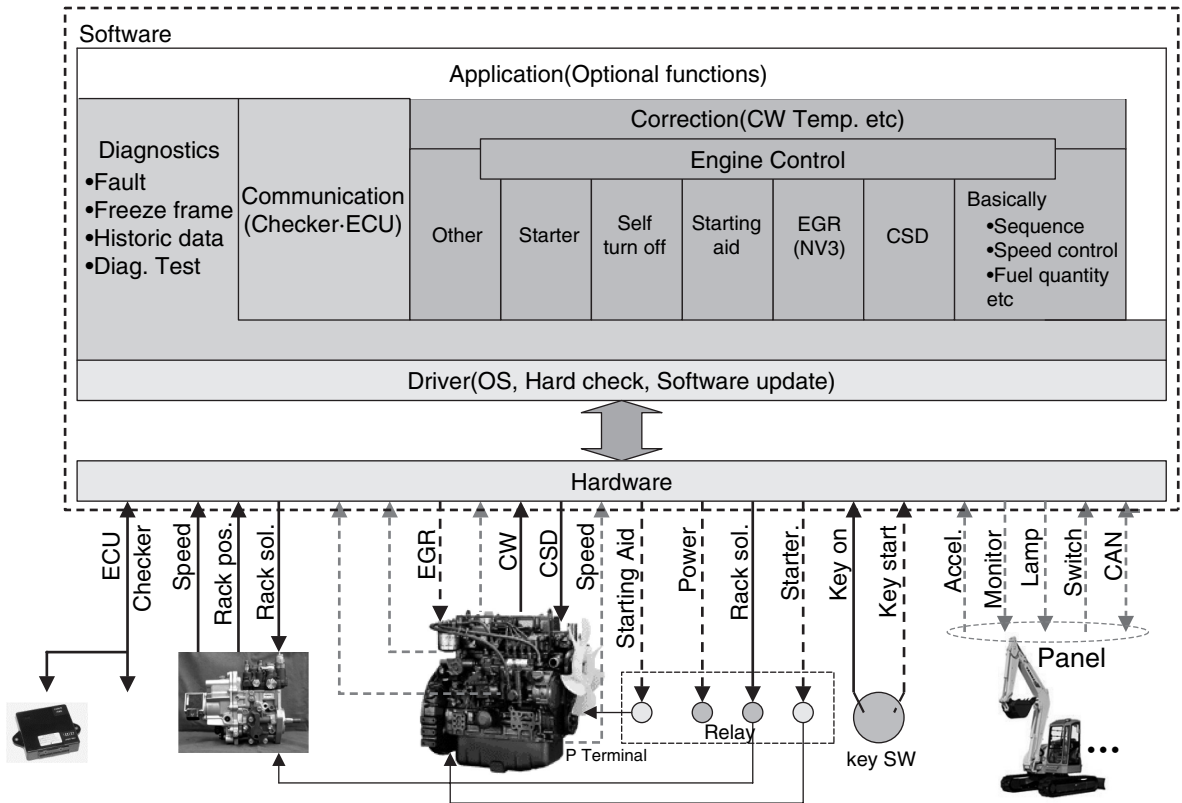 Software
Application(Optional functions)
Correction(CW Temp. etc)
Engine Control
Diagnostics
•Fault
•Freeze frame
•Historic data
•Diag. Test
Communication
(Checker·ECU)
Other
Starter
Self
turn off
Starting
aid
EGR
(NV3)
CSD
Basically
•Sequence
•Speed control
•Fuel quantity
etc
Driver(OS, Hard check, Software update)
Hardware
ECU
Checker
Speed
Rack pos.
Rack sol.
EGR
CW
CSD
Speed
Starting Aid
Power
Rack sol.
Starter.
Key on
Key start
Accel.
Monitor
Lamp
Switch
CAN
Panel
Relay
P Terminal
key SW
•••